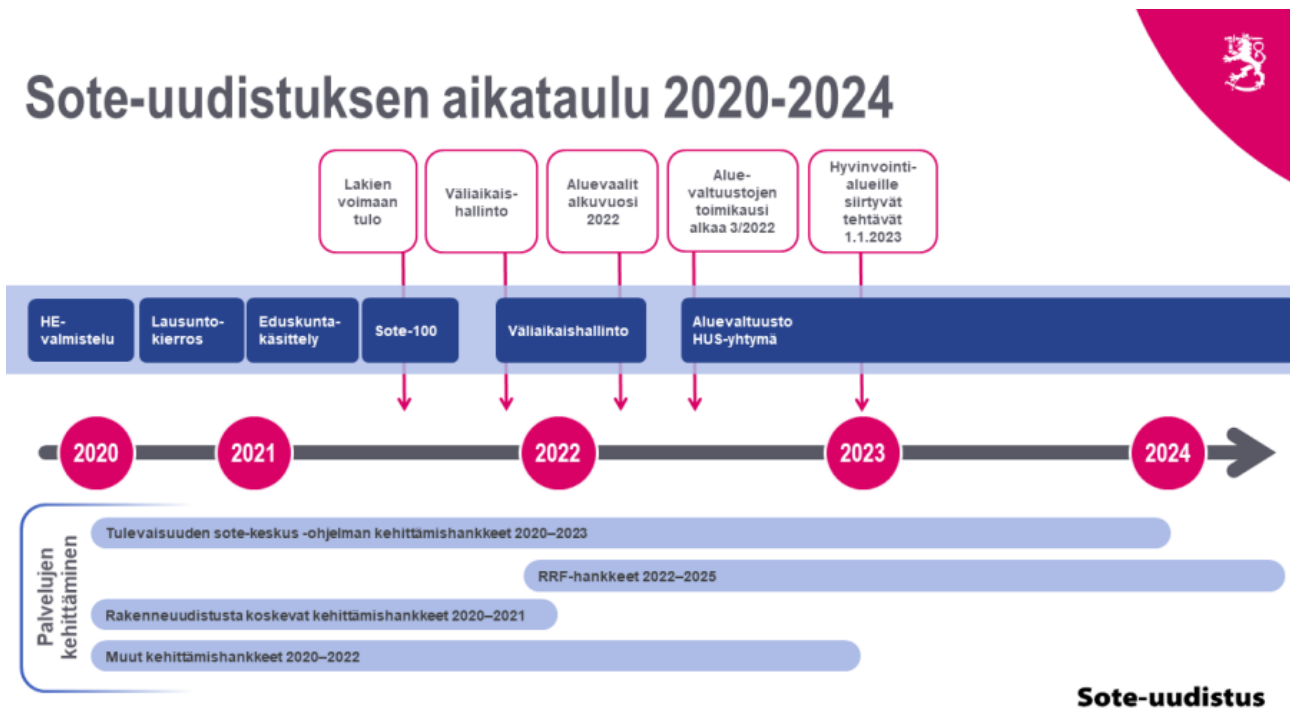 Sote-uudistuksen aikataulu 2020-2024
Lakien
voimaan
tulo
Väliaikais-
hallinto
Aluevaalit
alkuvuosi
2022
Alue-
valtuustojen
toimikausi
alkaa 3/2022
Hyvinvointi-
alueille
siirtyvät
tehtävät
1.1.2023
HE-
valmistelu
Lausunto-
kierros
Eduskunta-
käsittely
Sote-100
Väliaikaishallinto
Aluevaltuusto
HUS-yhtymä
2020
2021
2022
2023
2024
Palvelujen
kehittäminen
Tulevaisuuden sote-keskus -ohjelman kehittämishankkeet 2020–2023
RRF-hankkeet 2022–2025
Rakenneuudistusta koskevat kehittämishankkeet 2020–2021
Muut kehittämishankkeet 2020–2022
Sote-uudistus